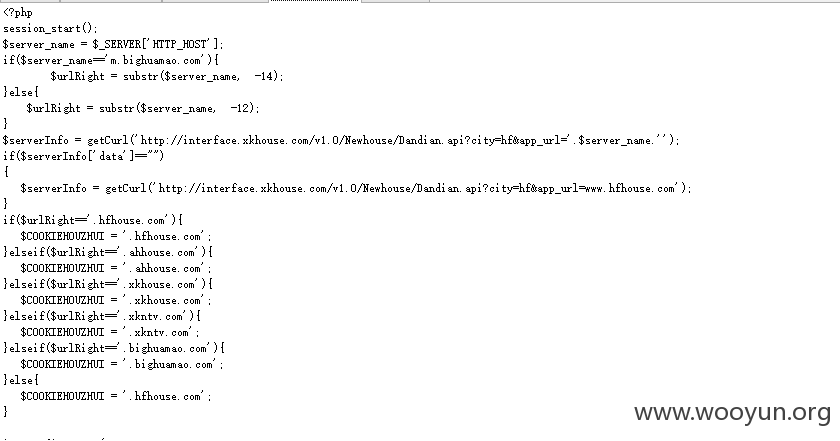 <?php
session_start();
$server_name = $_SERVER['HTTP_HOST'];
if($server_name=='m.bighuamao.com'){
$urlRight = substr($server_name, -14);
}else{
$urlRight = substr($server_name, -12);
}
$serverInfo = getCurl('http://interface.xkhouse.com/v1.0/Newhouse/Dandian.api?city=hf&app_url='.$server_name.'');
if($serverInfo['data']=="")
{
$serverInfo = getCurl('http://interface.xkhouse.com/v1.0/Newhouse/Dandian.api?city=hf&app_url=www.hfhouse.com');
}
if($urlRight=='.hfhouse.com'){
$COOKIEHOUZHUI = '.hfhouse.com';
}elseif($urlRight=='.ahhouse.com'){
$COOKIEHOUZHUI = '.ahhouse.com';
}elseif($urlRight=='.xkhouse.com'){
$COOKIEHOUZHUI = '.xkhouse.com';
}elseif($urlRight=='.xkntv.com'){
$COOKIEHOUZHUI = '.xkntv.com';
}elseif($urlRight=='.bighuamao.com'){
$COOKIEHOUZHUI = '.bighuamao.com';
}else{
$COOKIEHOUZHUI = '.hfhouse.com';
}
www.wooyun.org